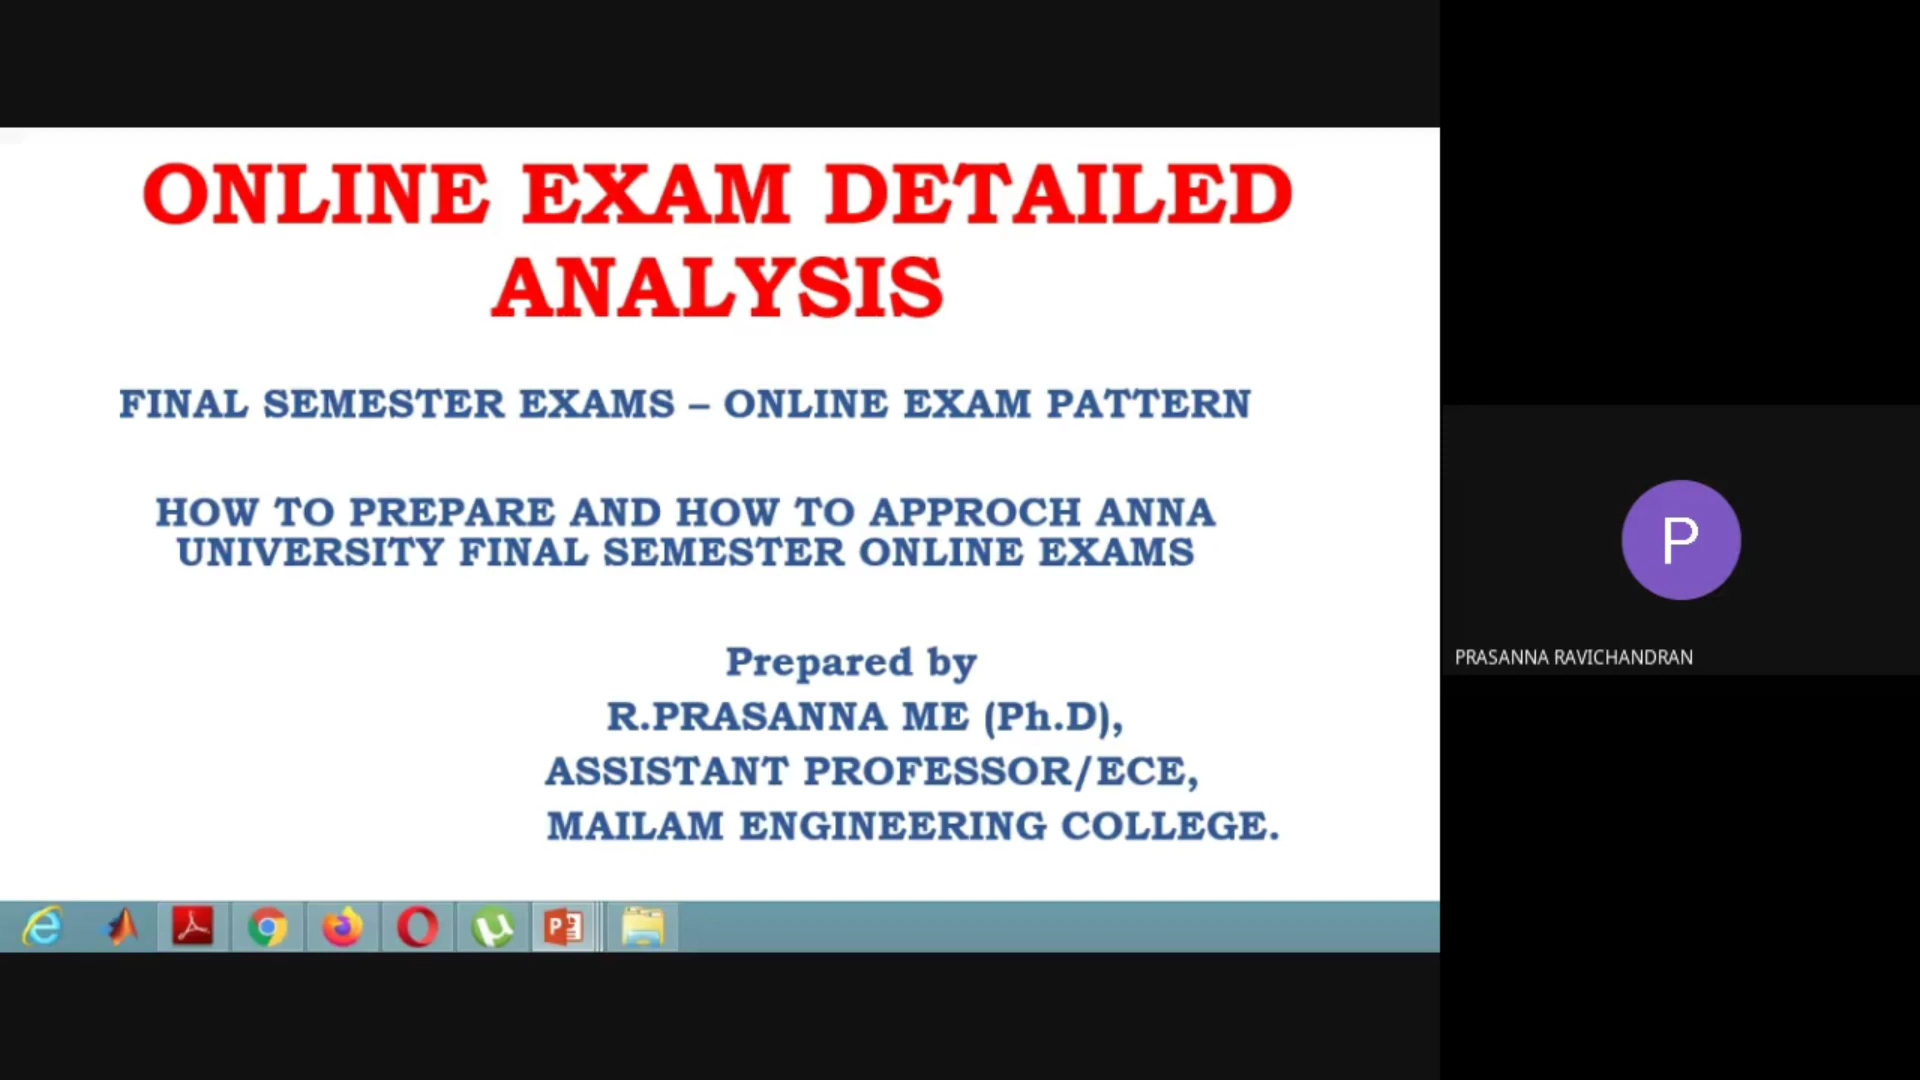 ONLINE EXAM DETAILED
ANALYSIS
FINAL SEMESTER EXAMS – ONLINE EXAM PATTERN
HOW TO PREPARE AND HOW TO APPROCH ANNA
UNIVERSITY FINAL SEMESTER ONLINE EXAMS
Prepared by
R.PRASANNA ME (Ph.D),
ASSISTANT PROFESSOR/ECE,
MAILAM ENGINEERING COLLEGE.
P
PRASANNA RAVICHANDRAN